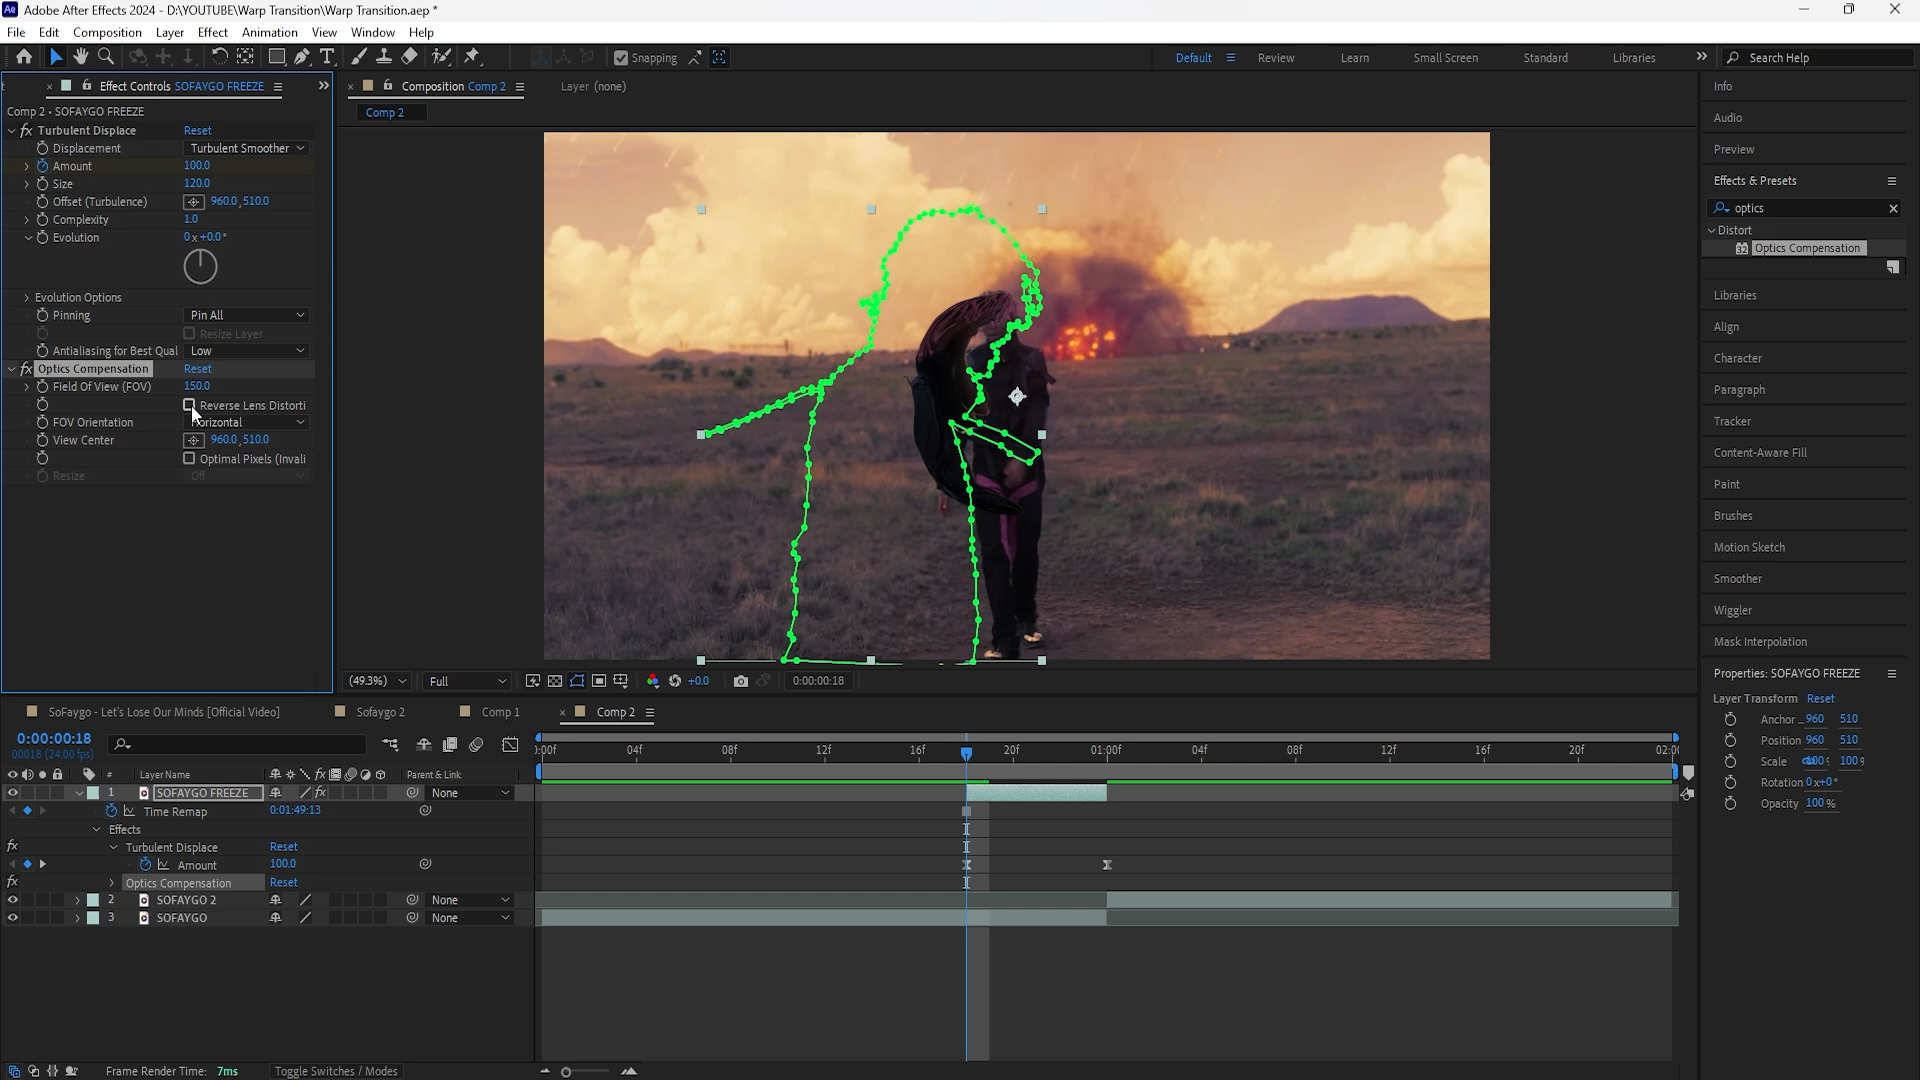 Adobe After Effects 2024 - D:\YOUTUBE\Warp Transition\Warp Transition.aep *
File Edit Composition Layer Effect Animation View Window Help
Snapping
Default Review Learn Small Screen Standard Libraries
Search Help
Effect Controls SOFAYGO FREEZE
Comp 2 • SOFAYGO FREEZE
fx Turbulent Displace Reset
Displacement Turbulent Smoother
Amount 100.0
Size 120.0
Offset (Turbulence) 960.0, 510.0
Complexity 1.0
Evolution 0 x +0.0°
Evolution Options
Pinning Pin All
Resize Layer
Antialiasing for Best Qual Low
fx Optics Compensation Reset
Field Of View (FOV) 150.0
Reverse Lens Distorti
FOV Orientation Horizontal
View Center 960.0, 510.0
Optimal Pixels (Invali
Resize Off
Composition Comp 2
Layer (none)
Comp 2
(49.3%) Full +0.0 0:00:00:18
Info
Audio
Preview
Effects & Presets
optics
Distort
32 Optics Compensation
Libraries
Align
Character
Paragraph
Tracker
Content-Aware Fill
Paint
Brushes
Motion Sketch
Smoother
Wiggler
Mask Interpolation
Properties: SOFAYGO FREEZE
Layer Transform Reset
Anchor ... 960 510
Position 960 510
Scale 100 100
Rotation 0 x +0°
Opacity 100 %
SoFaygo - Let's Lose Our Minds [Official Video] Sofaygo 2 Comp 1 Comp 2
0:00:00:18
00018 (24.00 fps)
):00f 04f 08f 12f 16f 20f 01:00f 04f 08f 12f 16f 20f 02:0(
# Layer Name Parent & Link
1 SOFAYGO FREEZE None
Time Remap 0:01:49:13
Effects
fx Turbulent Displace Reset
Amount 100.0
fx Optics Compensation Reset
2 SOFAYGO 2 None
3 SOFAYGO None
Frame Render Time: 7ms Toggle Switches / Modes